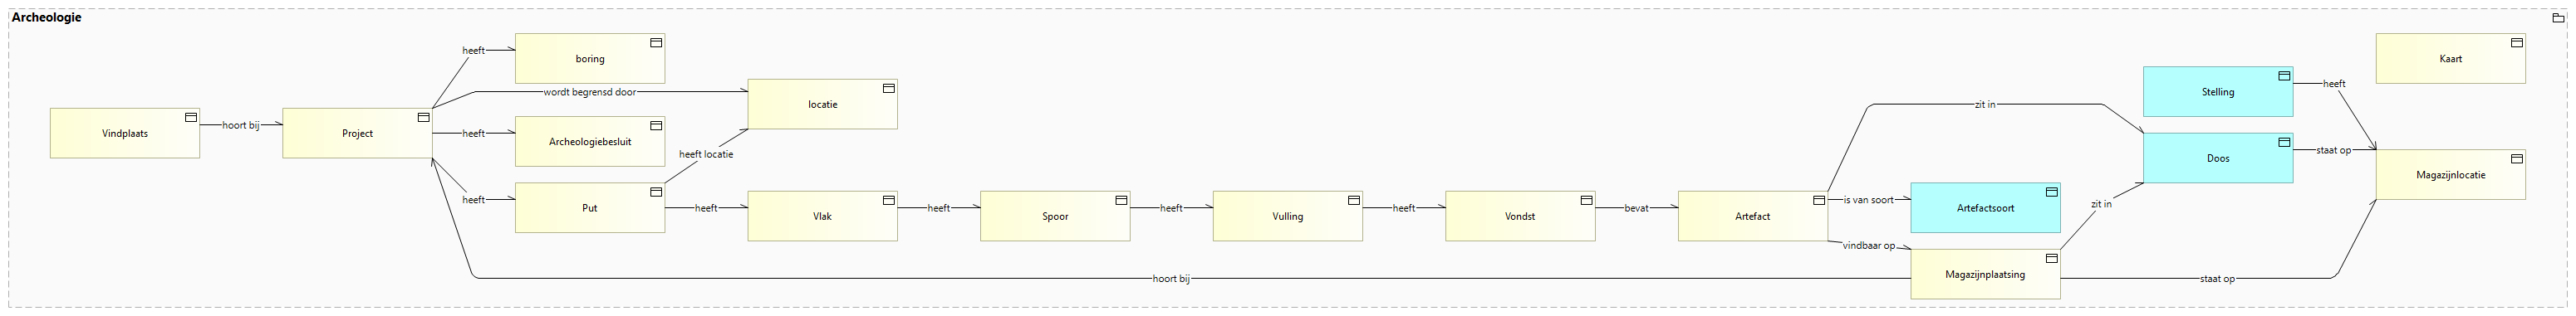 Archeologie
heeft
boring
Kaart
Stelling
heeft
wordt begrensd door
locatie
zit in
Vindplaats
hoort bij
Project
heeft
Archeologiebesluit
heeft locatie
Doos
staat op
Magazijnlocatie
heeft
Put
heeft
Vlak
heeft
Spoor
heeft
Vulling
heeft
Vondst
bevat
Artefact
is van soort
Artefactsoort
zit in
vindbaar op
Magazijnplaatsing
hoort bij
staat op